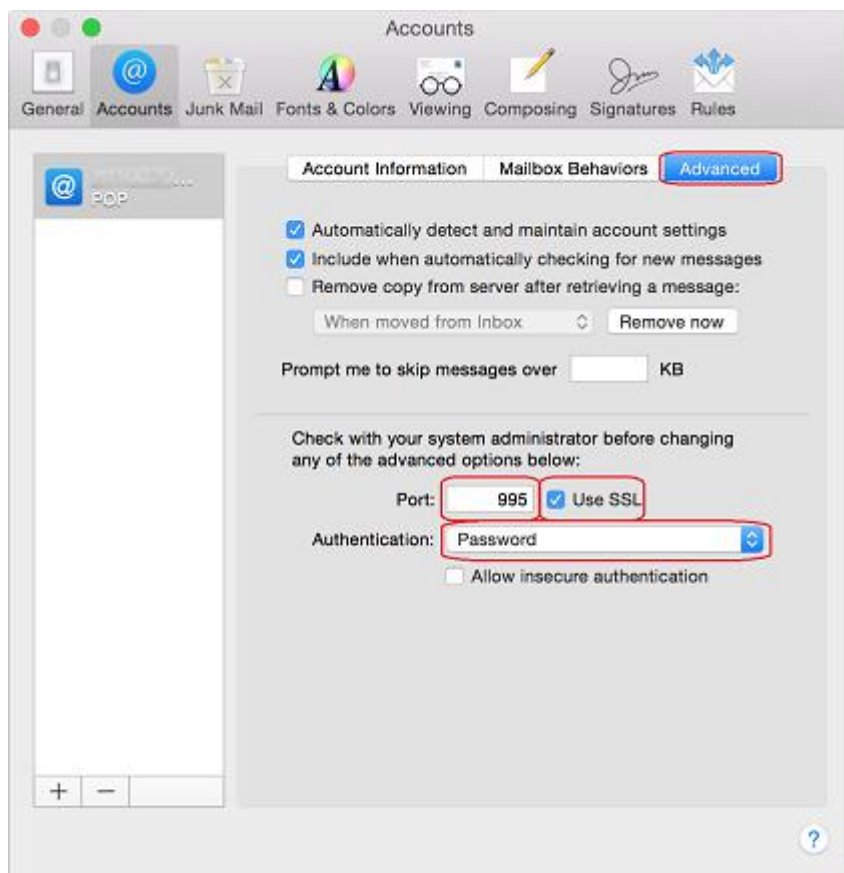 Accounts
General Accounts Junk Mail Fonts & Colors Viewing Composing Signatures Rules
Account Information Mailbox Behaviors Advanced
POP
Automatically detect and maintain account settings
Include when automatically checking for new messages
Remove copy from server after retrieving a message:
When moved from Inbox Remove now
Prompt me to skip messages over KB
Check with your system administrator before changing
any of the advanced options below:
Port: 995 Use SSL
Authentication: Password
Allow insecure authentication
+ −
?